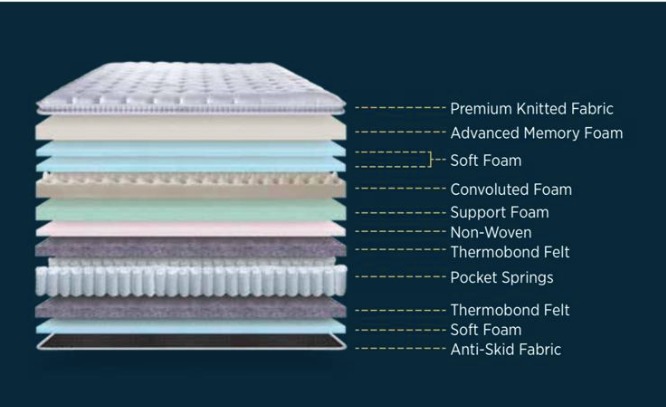 Premium Knitted Fabric
Advanced Memory Foam
Soft Foam
Convoluted Foam
Support Foam
Non-Woven
Thermobond Felt
Pocket Springs
Thermobond Felt
Soft Foam
Anti-Skid Fabric